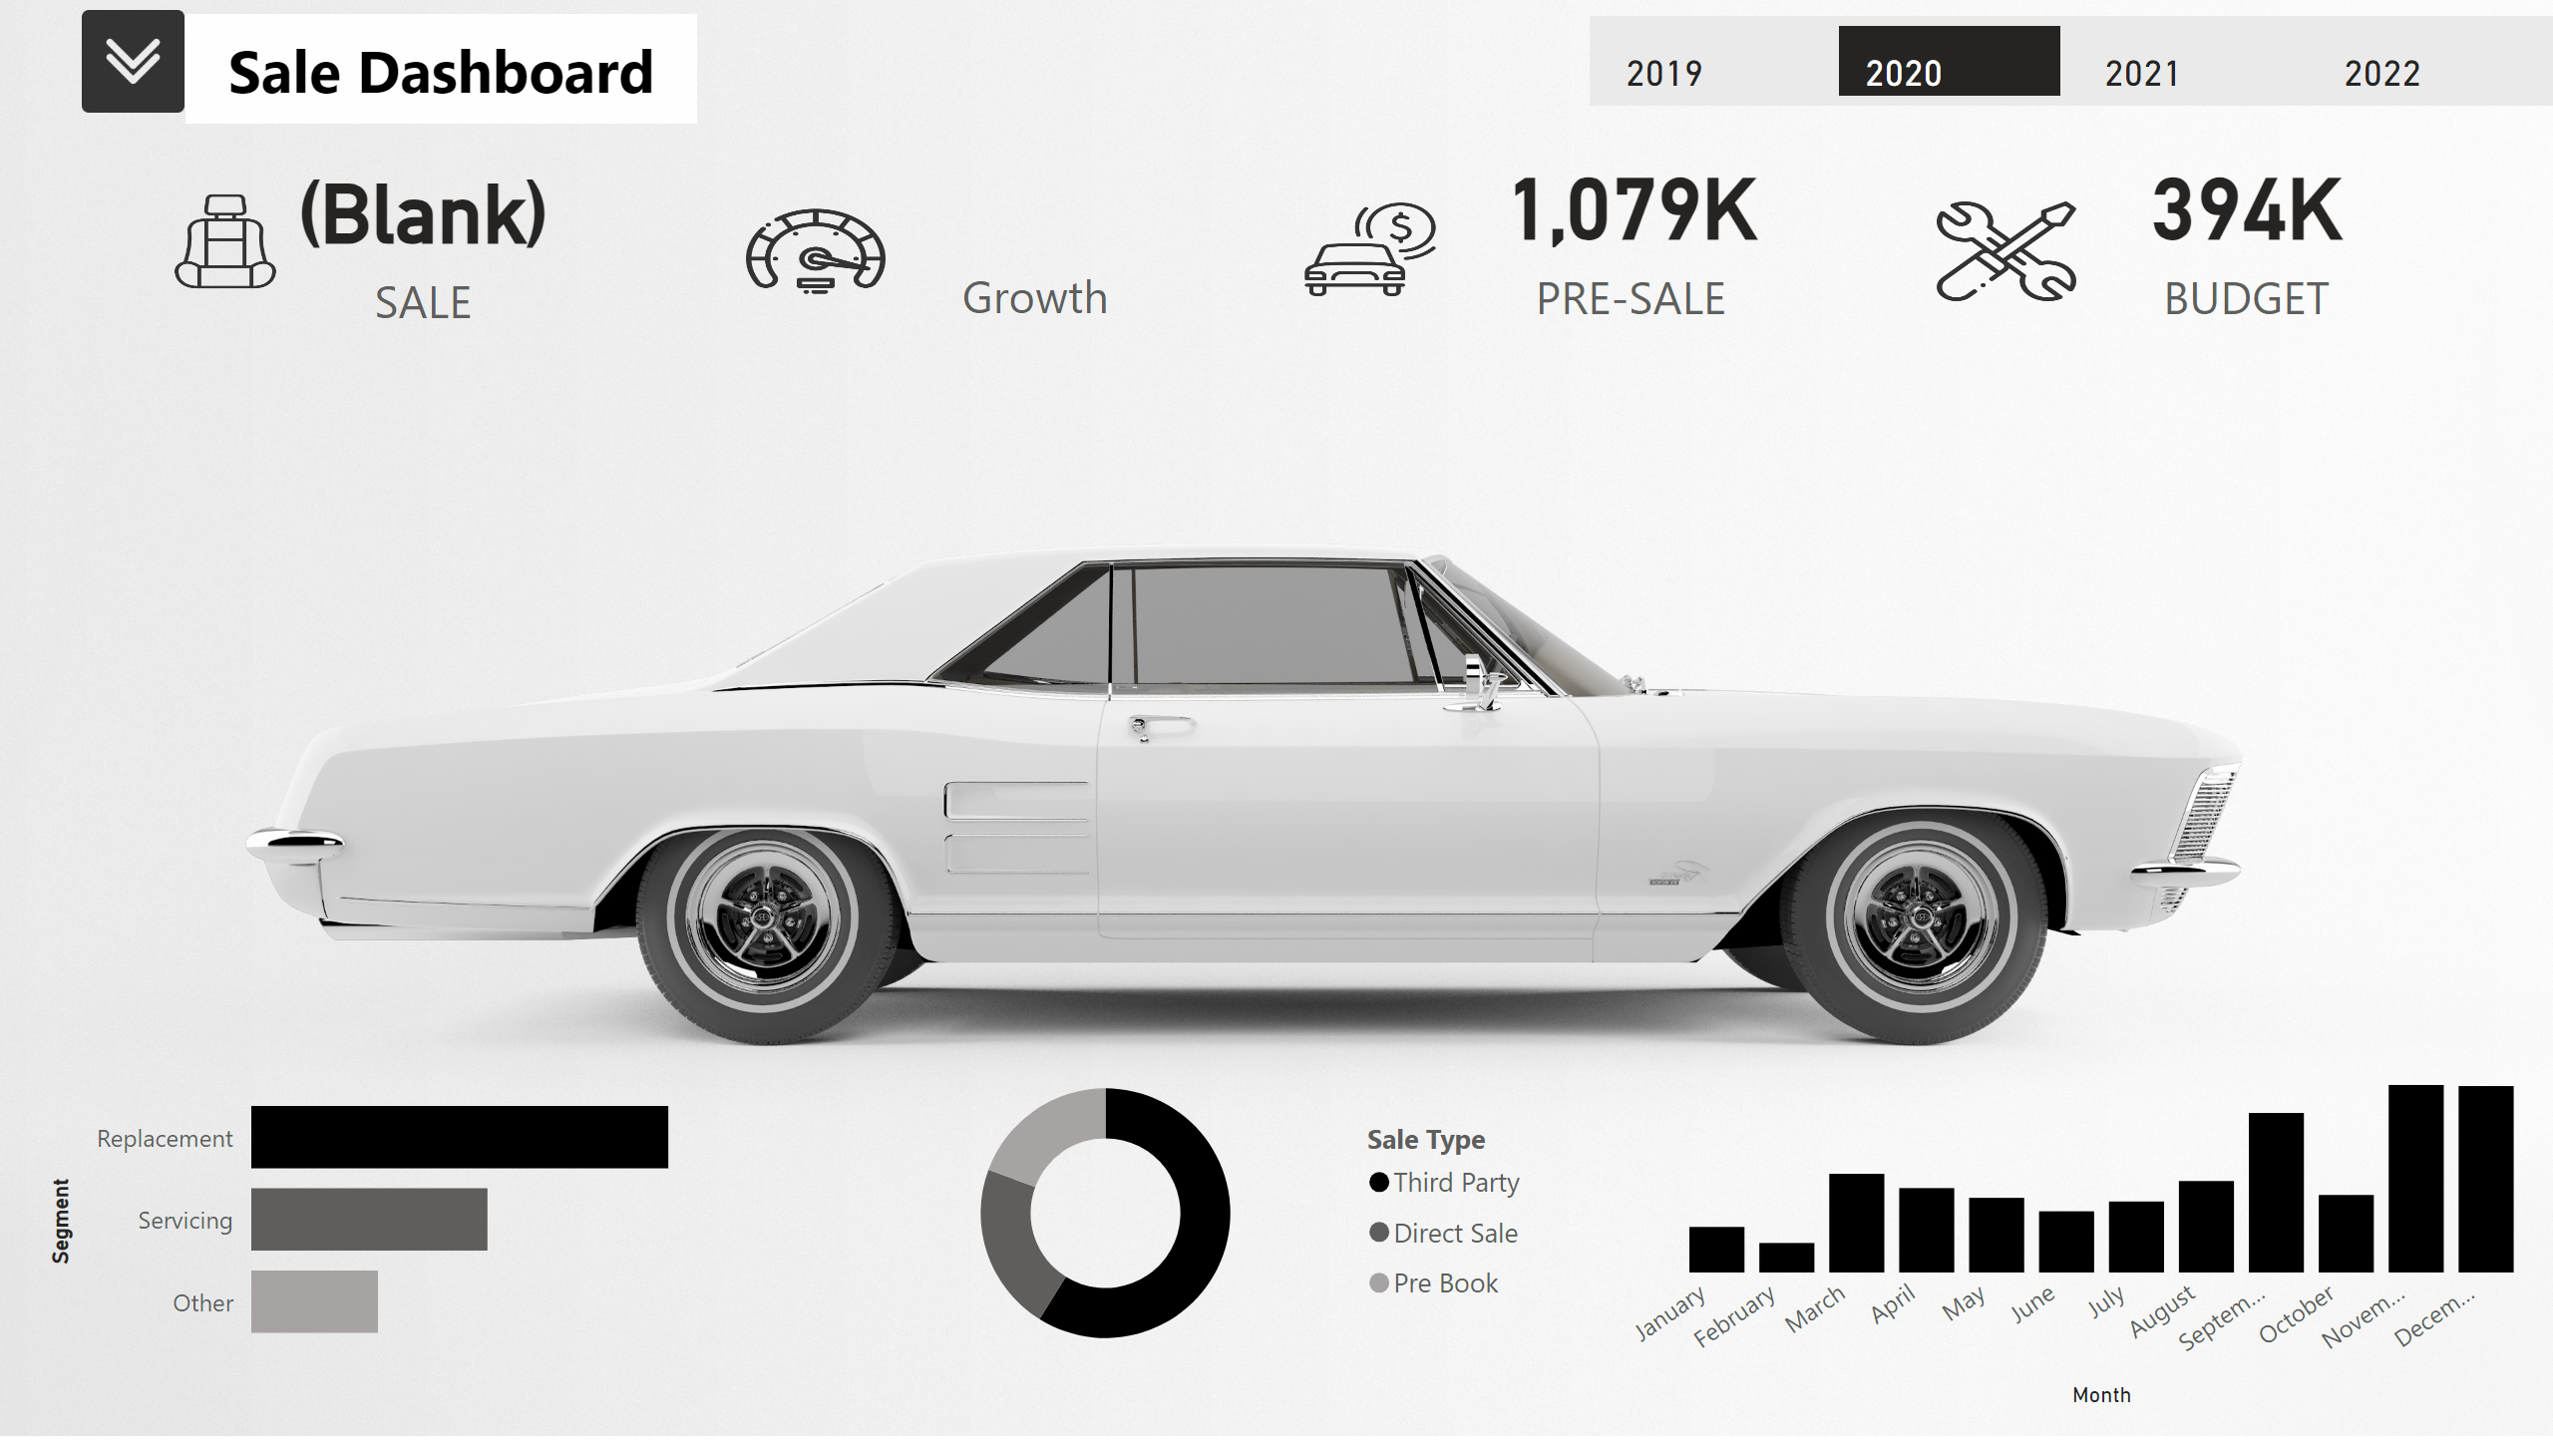 Sale Dashboard
2019 2020 2021 2022
(Blank)
SALE
Growth
$
1,079K
PRE-SALE
394K
BUDGET
Segment
Replacement
Servicing
Other
Sale Type
Third Party
Direct Sale
Pre Book
January
February
March
April
May
June
July
August
Septem...
October
Novem...
Decem...
Month